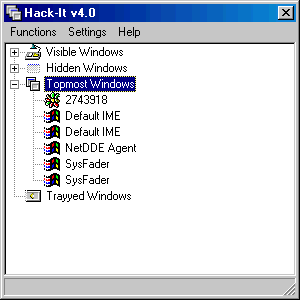 Hack-It v4.0
Functions Settings Help
Visible Windows
Hidden Windows
Topmost Windows
2743918
Default IME
Default IME
NetDDE Agent
SysFader
SysFader
Trayyed Windows